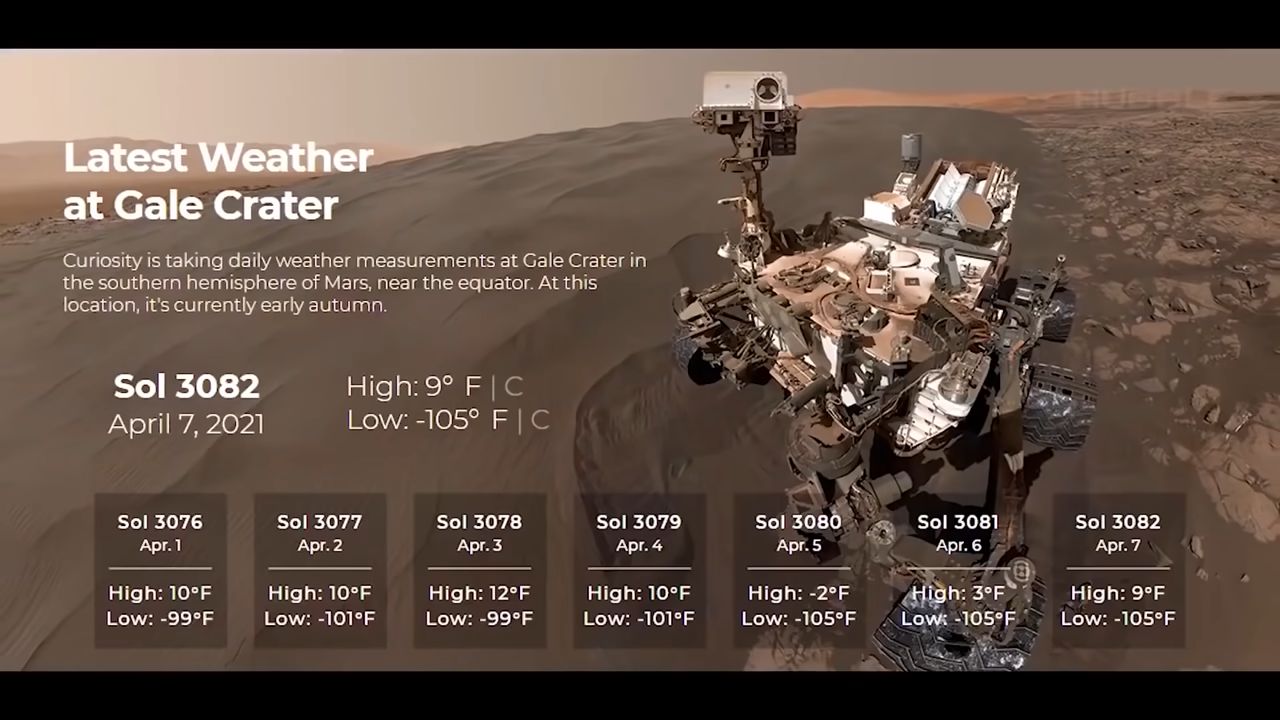 Latest Weather
at Gale Crater
Curiosity is taking daily weather measurements at Gale Crater in
the southern hemisphere of Mars, near the equator. At this
location, it's currently early autumn.
Sol 3082
April 7, 2021
High: 9° F | C
Low: -105° F | C
Sol 3076
Apr. 1
High: 10°F
Low: -99°F
Sol 3077
Apr. 2
High: 10°F
Low: -101°F
Sol 3078
Apr. 3
High: 12°F
Low: -99°F
Sol 3079
Apr. 4
High: 10°F
Low: -101°F
Sol 3080
Apr. 5
High: -2°F
Low: -105°F
Sol 3081
Apr. 6
High: 3°F
Low: -105°F
Sol 3082
Apr. 7
High: 9°F
Low: -105°F